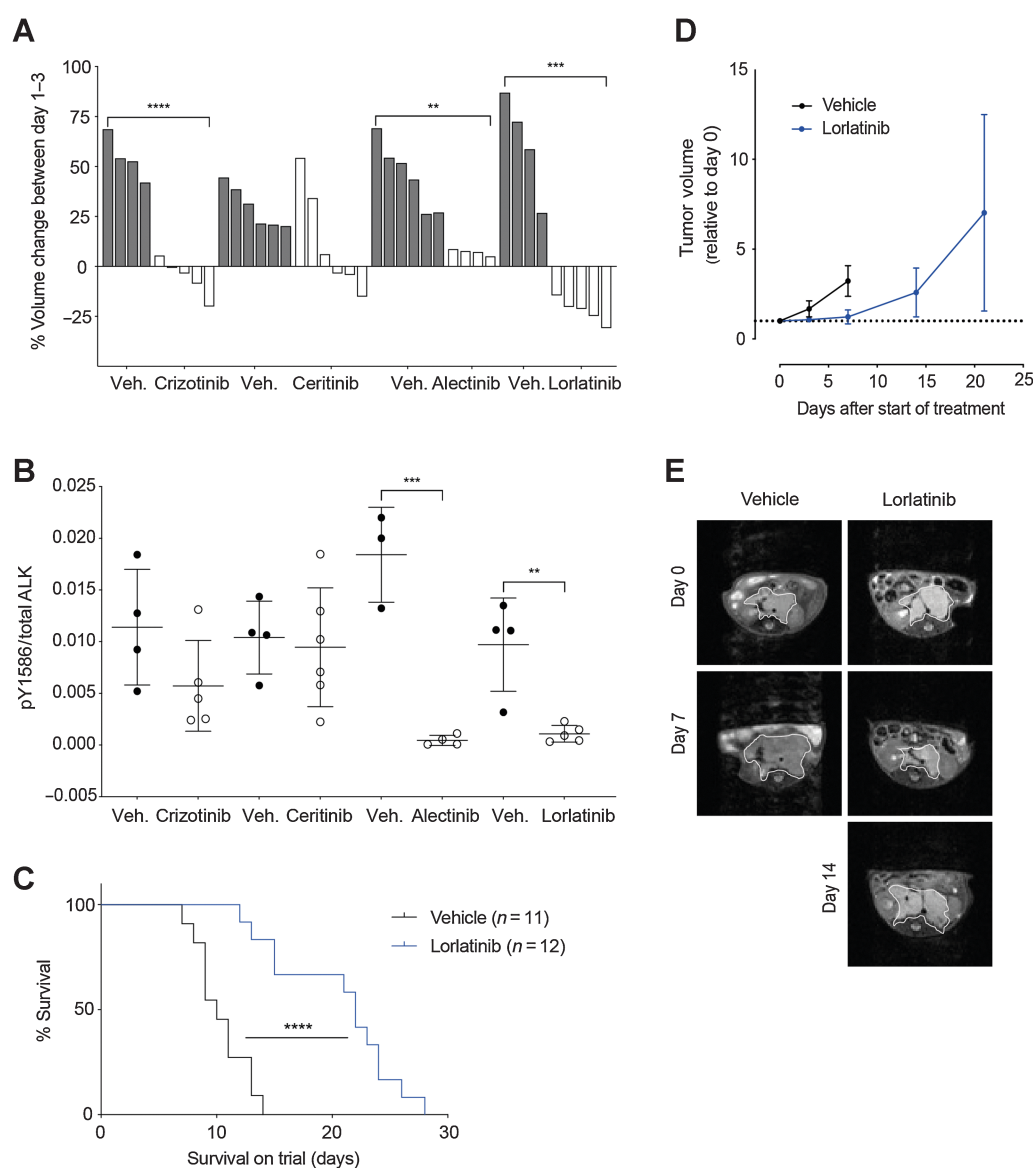 A
% Volume change between day 1–3
100
75
50
25
0
–25
****
**
***
Veh. Crizotinib Veh. Ceritinib Veh. Alectinib Veh. Lorlatinib
B
pY1586/total ALK
0.025
0.020
0.015
0.010
0.005
0.000
–0.005
***
**
Veh. Crizotinib Veh. Ceritinib Veh. Alectinib Veh. Lorlatinib
C
% Survival
100
50
0
Vehicle (n = 11)
Lorlatinib (n = 12)
****
0 10 20 30
Survival on trial (days)
D
Tumor volume
(relative to day 0)
15
10
5
0
Vehicle
Lorlatinib
0 5 10 15 20 25
Days after start of treatment
E
Vehicle Lorlatinib
Day 0
Day 7
Day 14